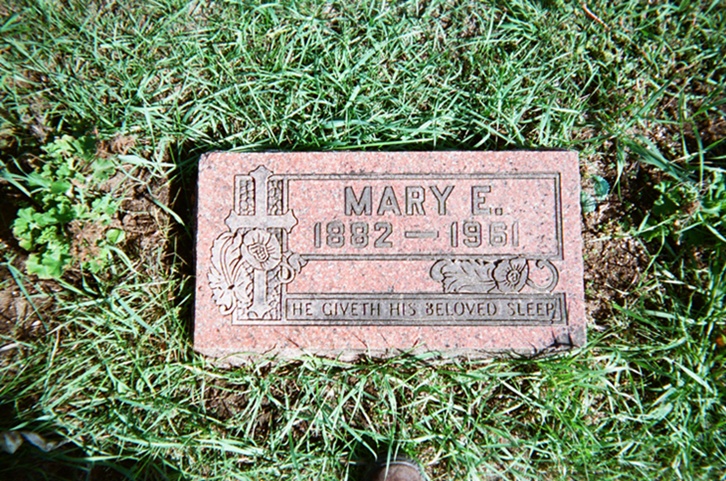 MARY E.
1882 — 1961
HE GIVETH HIS BELOVED SLEEP